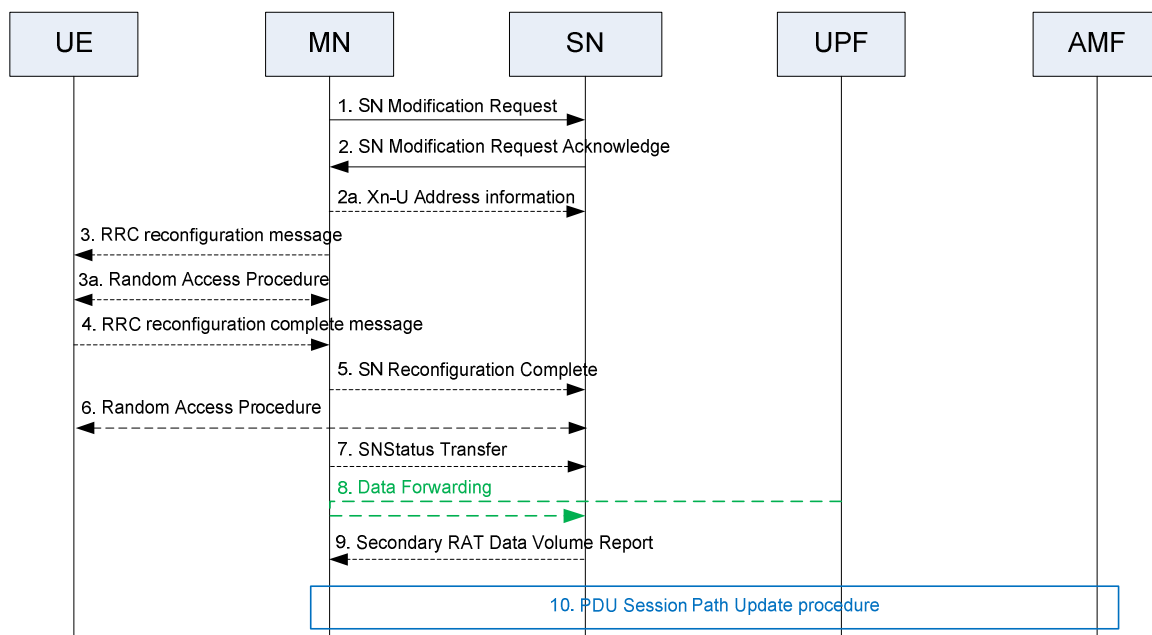 UE MN SN UPF AMF
1. SN Modification Request
2. SN Modification Request Acknowledge
2a. Xn-U Address information
3. RRC reconfiguration message
3a. Random Access Procedure
4. RRC reconfiguration complete message
5. SN Reconfiguration Complete
6. Random Access Procedure
7. SNStatus Transfer
8. Data Forwarding
9. Secondary RAT Data Volume Report
10. PDU Session Path Update procedure